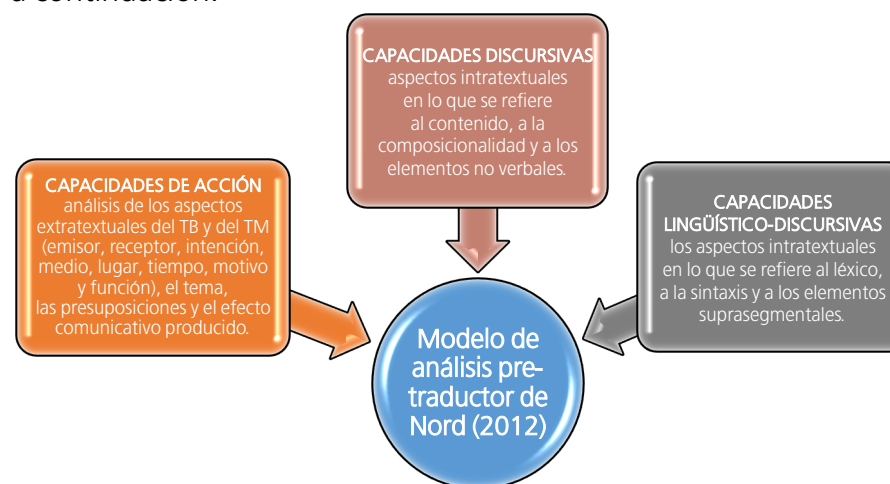 a continuación.
CAPACIDADES DISCURSIVAS
aspectos intratextuales
en lo que se refiere
al contenido, a la
composicionalidad y a los
elementos no verbales.
CAPACIDADES DE ACCIÓN
análisis de los aspectos
extratextuales del TB y del TM
(emisor, receptor, intención,
medio, lugar, tiempo, motivo
y función), el tema,
las presuposiciones y el efecto
comunicativo producido.
CAPACIDADES
LINGÜÍSTICO-DISCURSIVAS
los aspectos intratextuales
en lo que se refiere al léxico,
a la sintaxis y a los elementos
suprasegmentales.
Modelo de
análisis pre-
traductor de
Nord (2012)